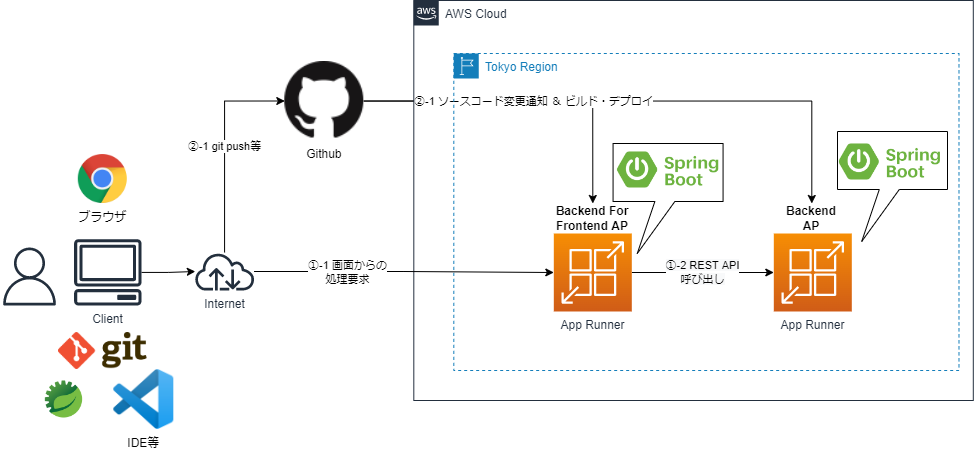 aws
AWS Cloud
Tokyo Region
②-1 ソースコード変更通知 & ビルド・デプロイ
Github
②-1 git push等
ブラウザ
spring
Boot
spring
Boot
Backend For
Frontend AP
Backend
AP
①-1 画面からの
処理要求
①-2 REST API
呼び出し
Internet
Client
App Runner
App Runner
git
IDE等